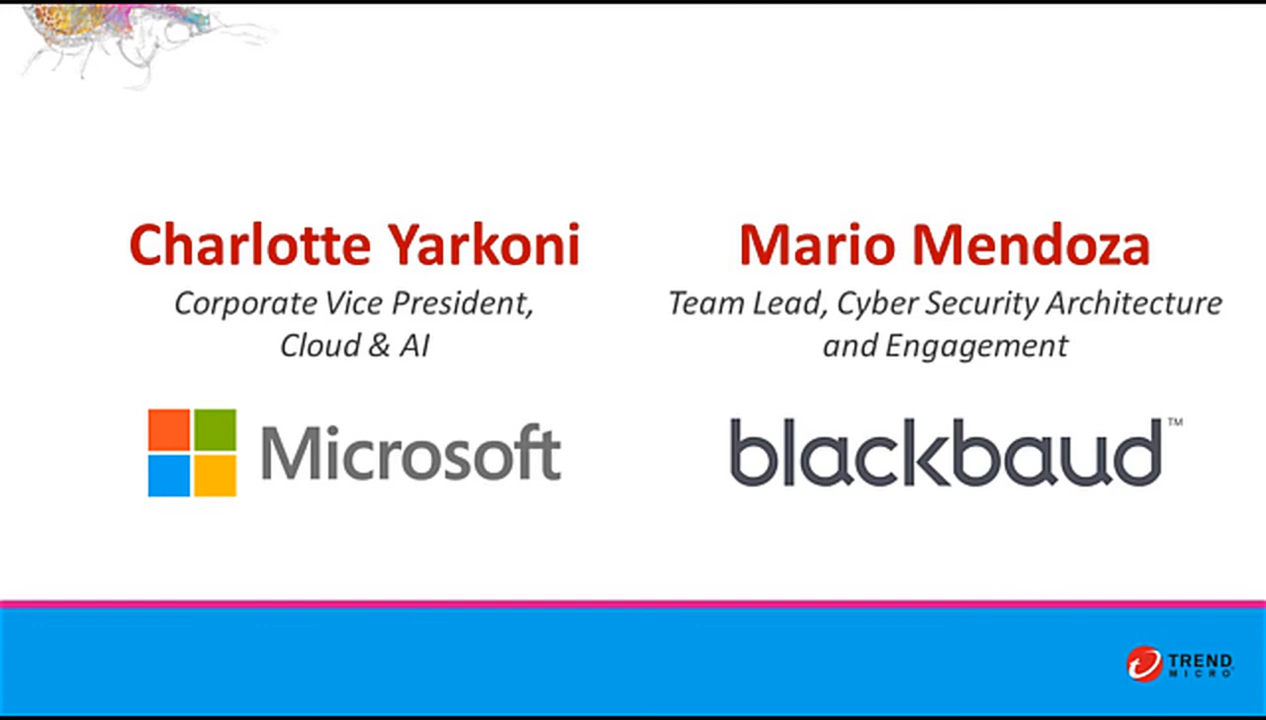 Charlotte Yarkoni
Corporate Vice President,
Cloud & AI
Microsoft
Mario Mendoza
Team Lead, Cyber Security Architecture
and Engagement
blackbaud™
TREND
MICRO